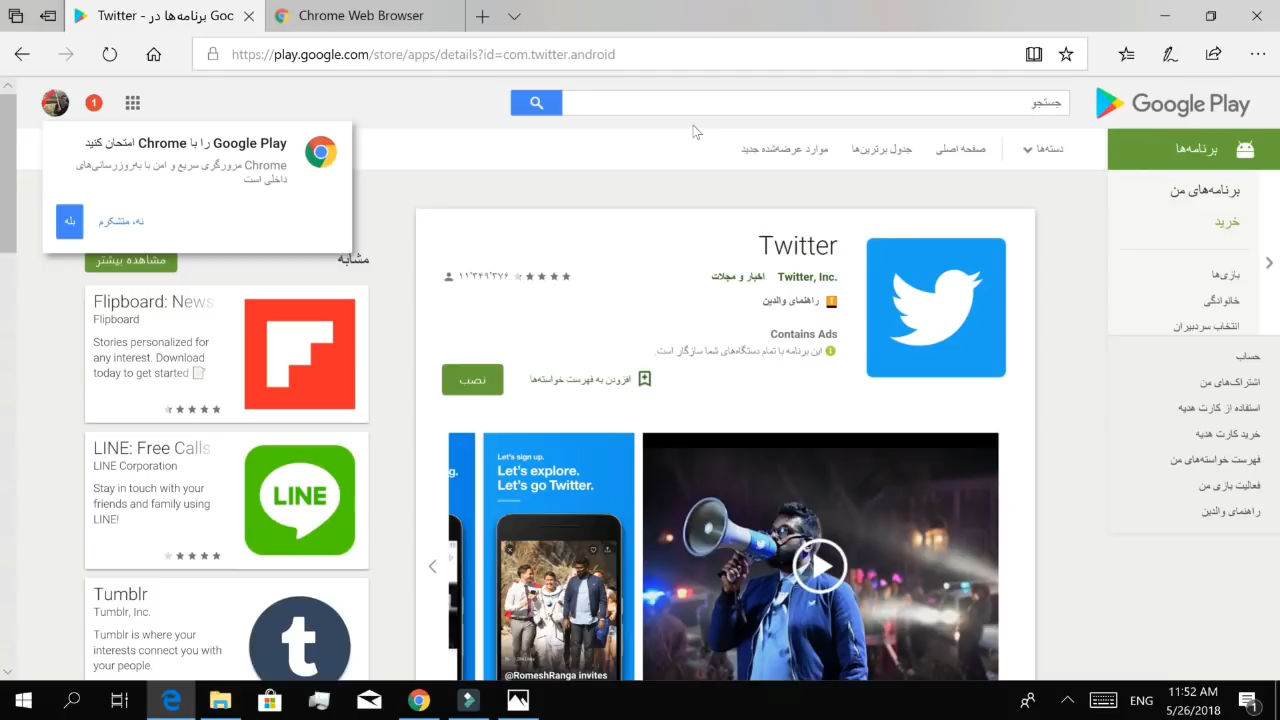 Twitter - برنامه‌ها در Goo
Chrome Web Browser
https://play.google.com/store/apps/details?id=com.twitter.android
1
جستجو
Google Play
Google Play را با Chrome امتحان کنید
Chrome مرورگری سریع و امن با به‌روزرسانی‌های
داخلی است
نه، متشکرم
بله
برنامه‌ها
دسته‌ها
صفحه اصلی
جدول برترین‌ها
موارد عرضه‌شده جدید
برنامه‌های من
خرید
بازی‌ها
خانوادگی
انتخاب سردبیران
حساب
اشتراک‌های من
استفاده از کارت هدیه
خرید کارت هدیه
فهرست خواسته‌های من
فعالیت بازی من
راهنمای والدین
Twitter
Twitter, Inc.
اخبار و مجلات
۱۱٬۳۴۹٬۳۷۶
راهنمای والدین
Contains Ads
این برنامه با تمام دستگاه‌های شما سازگار است.
افزودن به فهرست خواسته‌ها
نصب
g.
Let's sign up.
Let's explore.
Let's go Twitter.
@RomeshRanga invites
مشابه
مشاهده بیشتر
Flipboard: News
Flipboard
Stories personalized for
any interest. Download
today to get started
LINE: Free Calls
LINE Corporation
Stay in touch with your
friends and family using
LINE!
LINE
Tumblr
Tumblr, Inc.
Tumblr is where your
interests connect you with
your people.
t
ENG
11:52 AM
5/26/2018
1